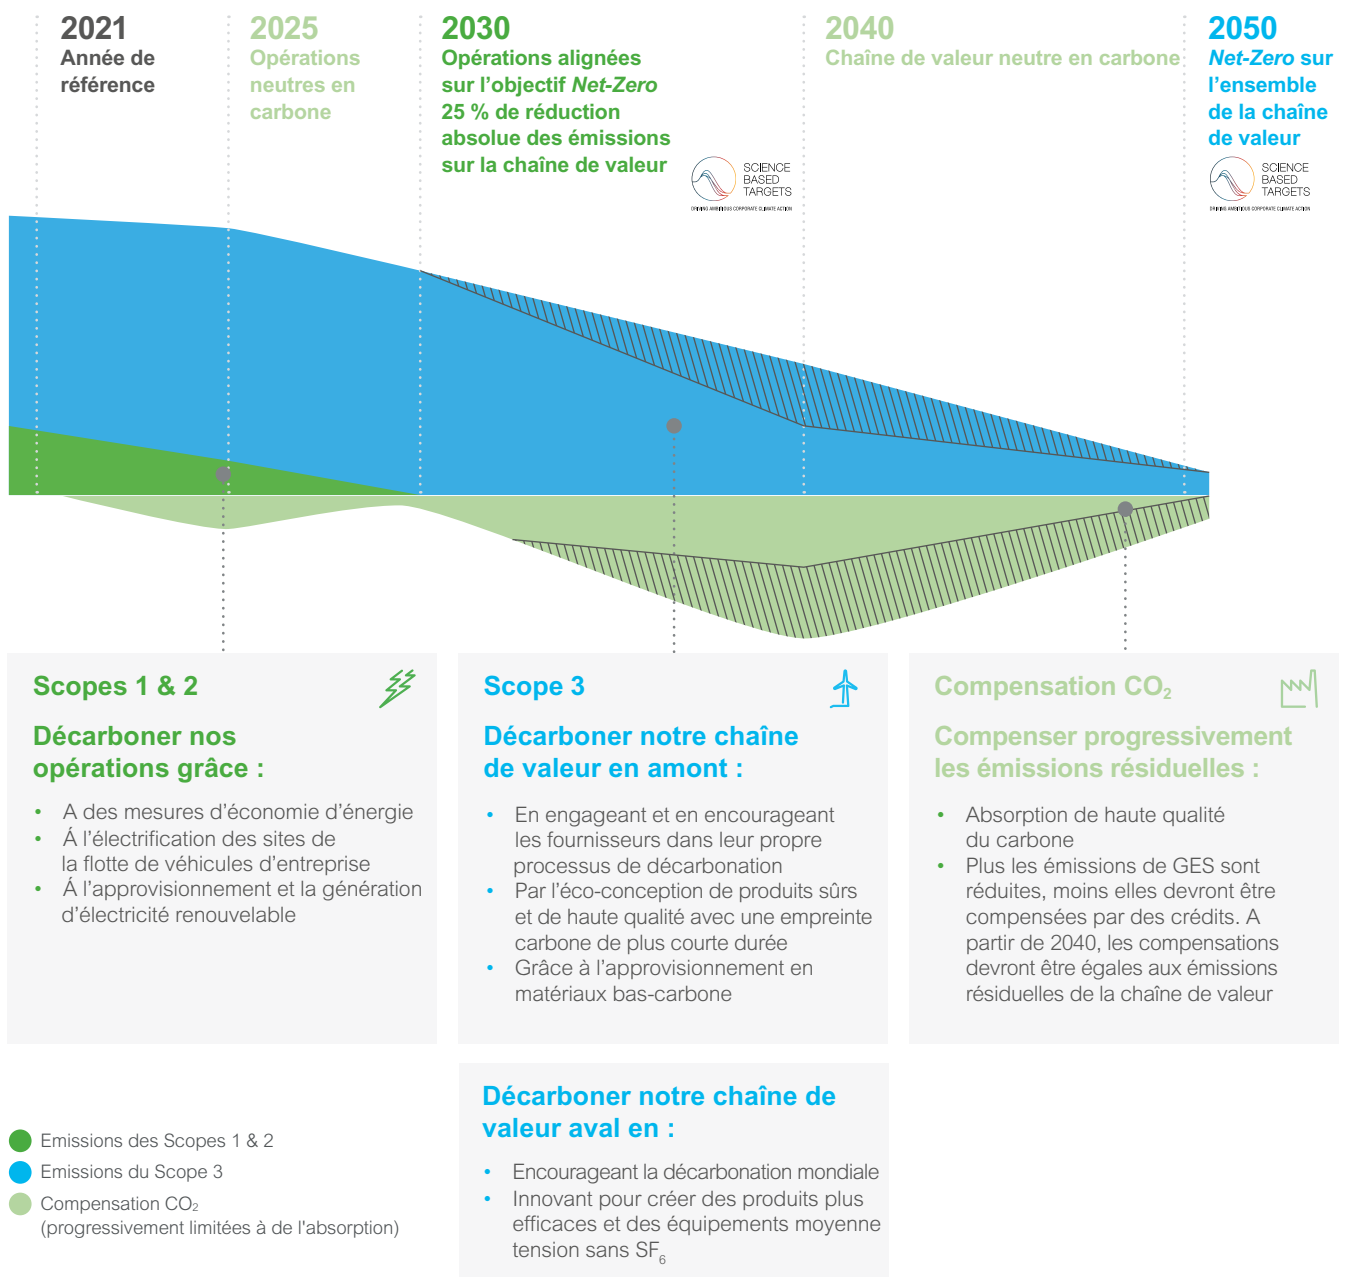 2021
Année de
référence
2025
Opérations
neutres en
carbone
2030
Opérations alignées
sur l'objectif Net-Zero
25 % de réduction
absolue des émissions
sur la chaîne de valeur
SCIENCE
BASED
TARGETS
DRIVING AMBITIOUS CORPORATE CLIMATE ACTION
2040
Chaîne de valeur neutre en carbone
2050
Net-Zero sur
l'ensemble
de la chaîne
de valeur
SCIENCE
BASED
TARGETS
DRIVING AMBITIOUS CORPORATE CLIMATE ACTION
Scopes 1 & 2
Décarboner nos
opérations grâce :
• A des mesures d'économie d'énergie
• Á l'électrification des sites de
la flotte de véhicules d'entreprise
• Á l'approvisionnement et la génération
d'électricité renouvelable
Scope 3
Décarboner notre chaîne
de valeur en amont :
• En engageant et en encourageant
les fournisseurs dans leur propre
processus de décarbonation
• Par l'éco-conception de produits sûrs
et de haute qualité avec une empreinte
carbone de plus courte durée
• Grâce à l'approvisionnement en
matériaux bas-carbone
Compensation CO₂
Compenser progressivement
les émissions résiduelles :
• Absorption de haute qualité
du carbone
• Plus les émissions de GES sont
réduites, moins elles devront être
compensées par des crédits. A
partir de 2040, les compensations
devront être égales aux émissions
résiduelles de la chaîne de valeur
Décarboner notre chaîne de
valeur aval en :
• Encourageant la décarbonation mondiale
• Innovant pour créer des produits plus
efficaces et des équipements moyenne
tension sans SF₆
Emissions des Scopes 1 & 2
Emissions du Scope 3
Compensation CO₂
(progressivement limitées à de l'absorption)